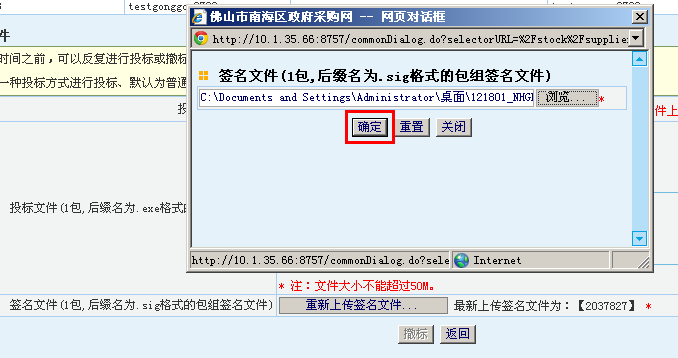 testgonggc
佛山市南海区政府采购网 -- 网页对话框
http://10.1.35.66:8757/commonDialog.do?selectorURL=%2Fstock%2Fsupplie
件
时间之前，可以反复进行投标或撤标
签名文件(1包,后缀名为.sig格式的包组签名文件)
一种投标方式进行投标、默认为普通
C:\Documents and Settings\Administrator\桌面\121801_NHG 浏览... *
投 件上
确定 重置 关闭
投标文件(1包,后缀名为.exe格式的
http://10.1.35.66:8757/commonDialog.do?sele Internet
* 注：文件大小不能超过50M。
签名文件(1包,后缀名为.sig格式的包组签名文件) 重新上传签名文件... 最新上传签名文件为：【2037827】 *
撤标 返回